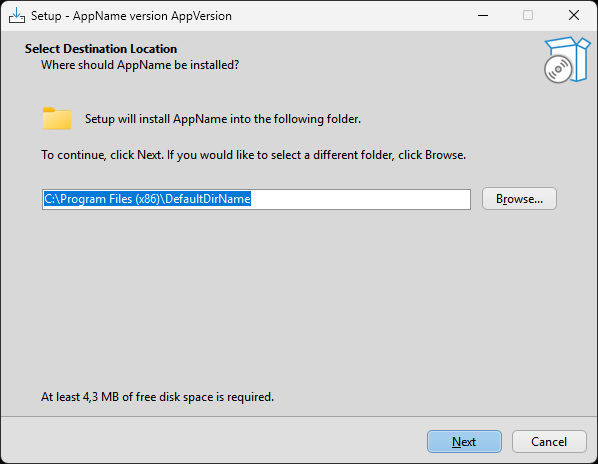 Setup - AppName version AppVersion
Select Destination Location
Where should AppName be installed?
Setup will install AppName into the following folder.
To continue, click Next. If you would like to select a different folder, click Browse.
C:\Program Files (x86)\DefaultDirName
Browse...
At least 4,3 MB of free disk space is required.
Next
Cancel